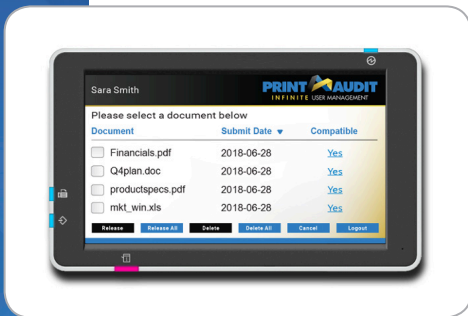 Sara Smith
PRINT AUDIT
INFINITE USER MANAGEMENT
Please select a document below
Document Submit Date ▼ Compatible
Financials.pdf 2018-06-28 Yes
Q4plan.doc 2018-06-28 Yes
productspecs.pdf 2018-06-28 Yes
mkt_win.xls 2018-06-28 Yes
Release Release All Delete Delete All Cancel Logout